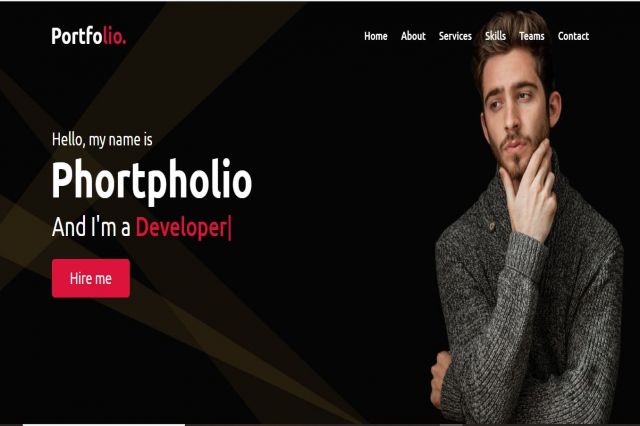 Portfolio.
Home About Services Skills Teams Contact
Hello, my name is
Phortpholio
And I'm a Developer|
Hire me